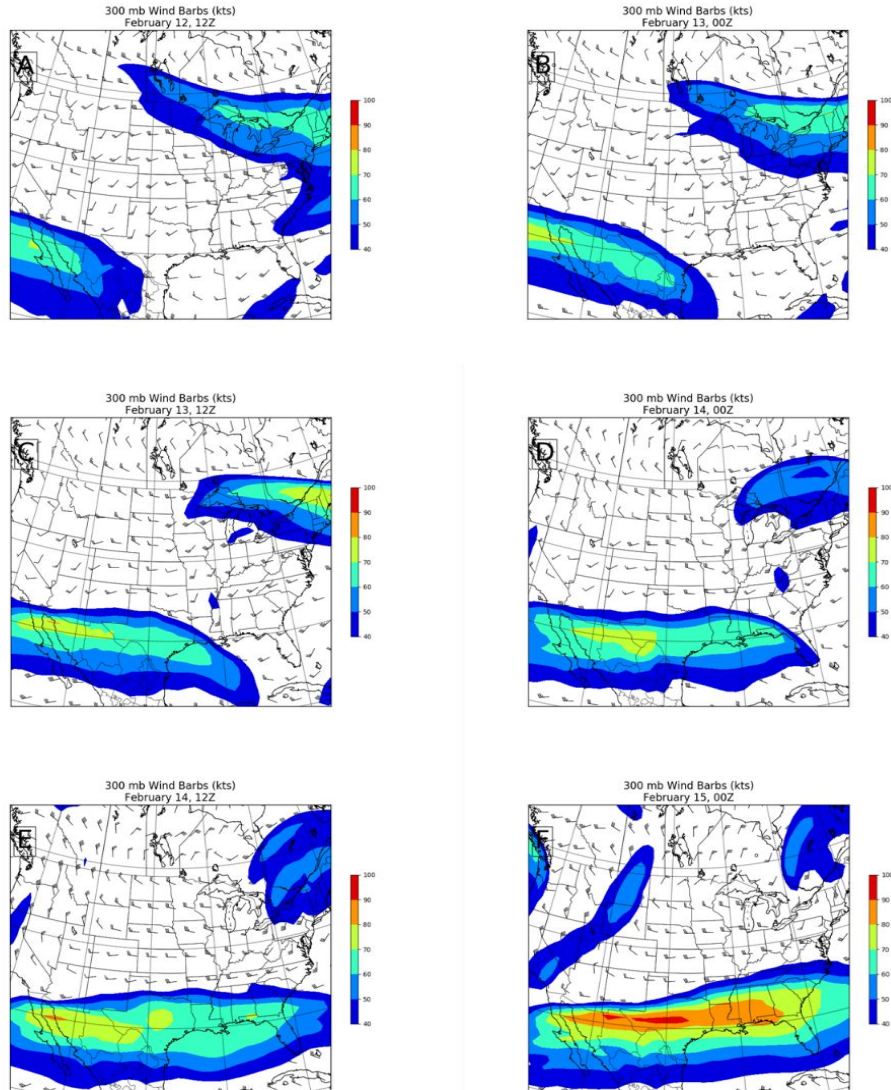 300 mb Wind Barbs (kts)
February 12, 12Z
A
100
90
80
70
60
50
40
300 mb Wind Barbs (kts)
February 13, 00Z
B
100
90
80
70
60
50
40
300 mb Wind Barbs (kts)
February 13, 12Z
C
100
90
80
70
60
50
40
300 mb Wind Barbs (kts)
February 14, 00Z
D
100
90
80
70
60
50
40
300 mb Wind Barbs (kts)
February 14, 12Z
E
100
90
80
70
60
50
40
300 mb Wind Barbs (kts)
February 15, 00Z
F
100
90
80
70
60
50
40